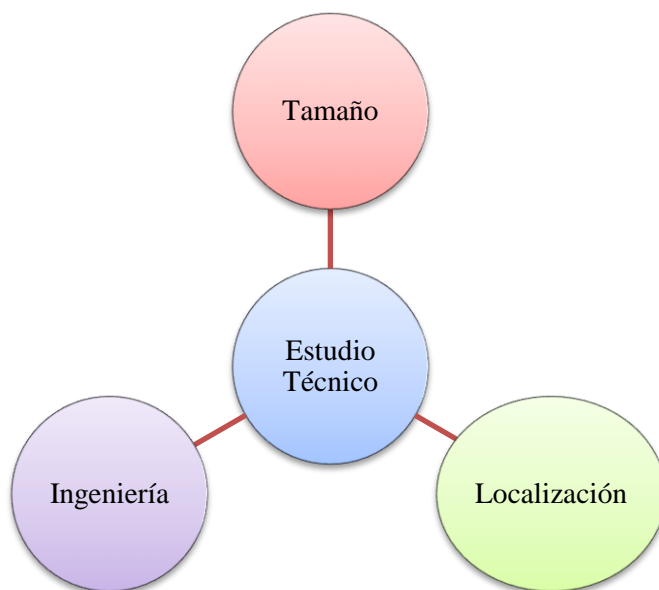 Tamaño
Estudio
Técnico
Ingeniería
Localización